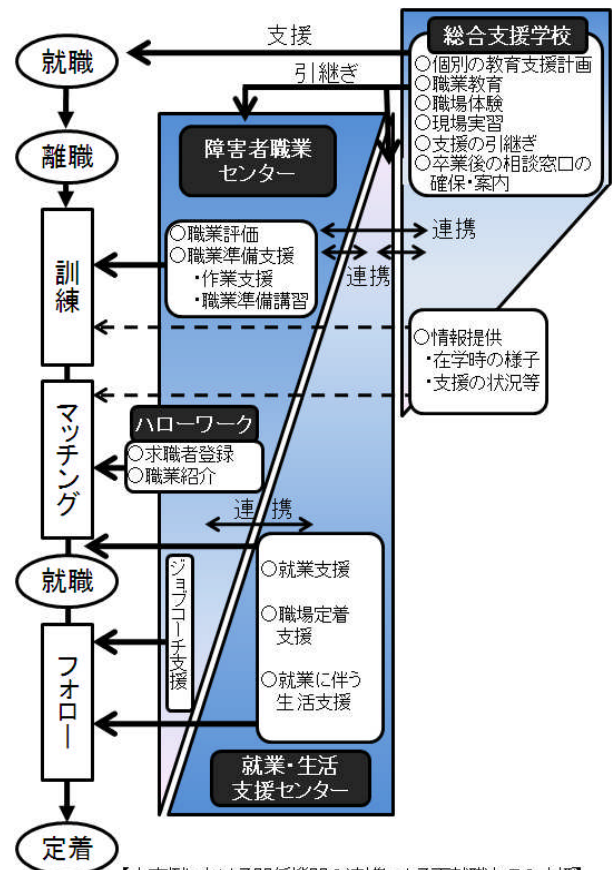 支援
就職
総合支援学校
○個別の教育支援計画
○職業教育
○職場体験
○現場実習
○支援の引継ぎ
○卒業後の相談窓口の
確保・案内
引継ぎ
離職
障害者職業
センター
○職業評価
○職業準備支援
・作業支援
・職業準備講習
連携
連携
訓練
○情報提供
・在学時の様子
・支援の状況等
マッチング
ハローワーク
○求職者登録
○職業紹介
連携
就職
ジョブコーチ支援
○就業支援
○職場定着
支援
○就業に伴う
生活支援
フォロー
就業・生活
支援センター
定着